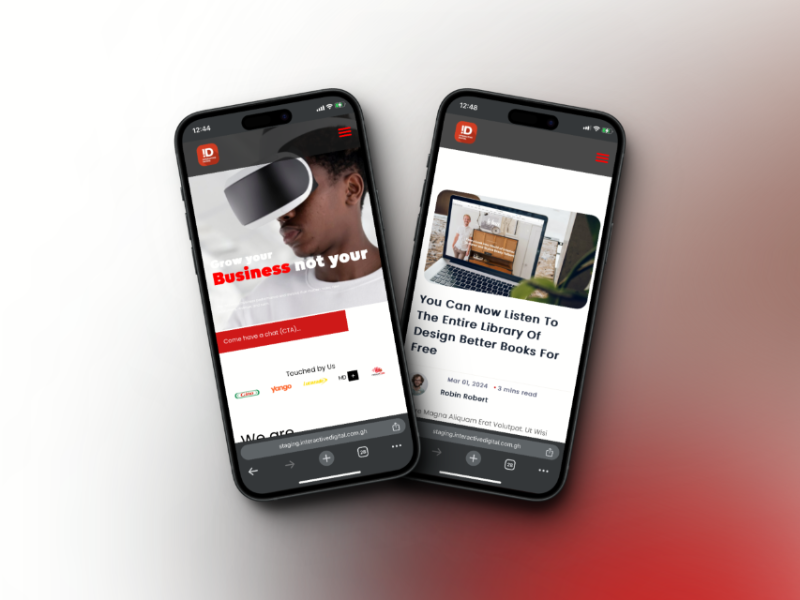 12:44
ID
Grow your
Business not your
Come have a chat (CTA)...
Touched by Us
Yango
MD
We are
staging.interactivedigital.com.gh
28
12:48
ID
You Can Now Listen To
The Entire Library Of
Design Better Books For
Free
Mar 01, 2024 • 3 mins read
Robin Robert
Magna Aliquam Erat Volutpat. Ut Wisi
staging.interactivedigital.com.gh
28